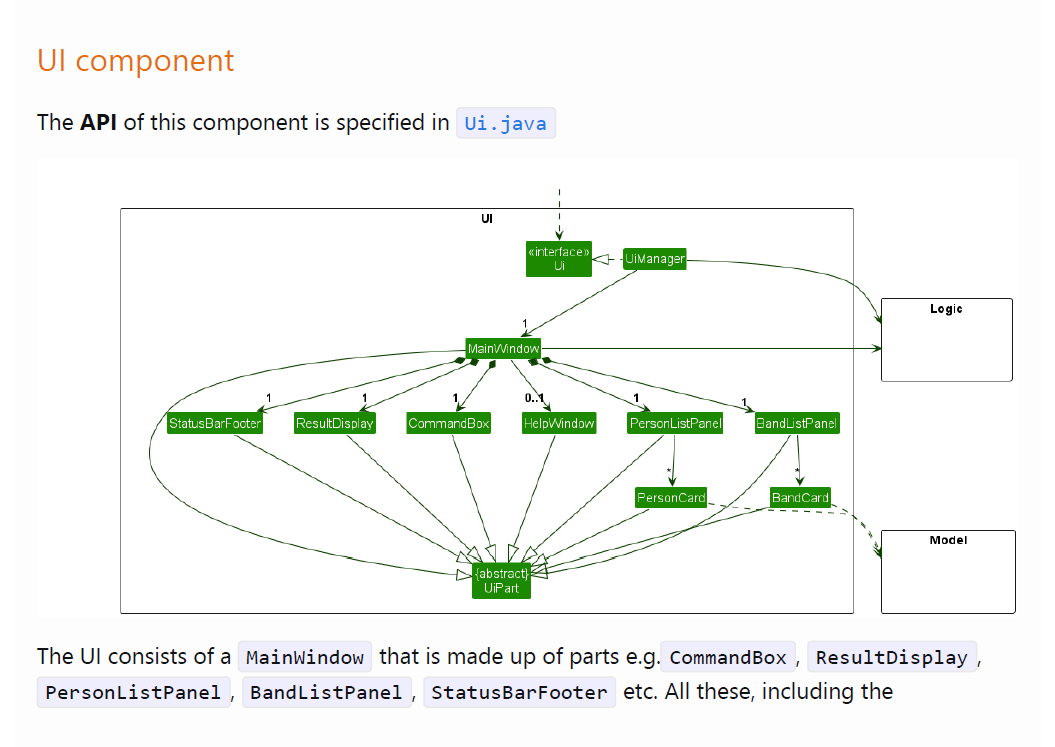 UI component
The API of this component is specified in Ui.java
UI
«interface»
Ui
UiManager
Logic
1
MainWindow
1
1
1
0..1
1
1
StatusBarFooter
ResultDisplay
CommandBox
HelpWindow
PersonListPanel
BandListPanel
*
*
PersonCard
BandCard
Model
{abstract}
UiPart
The UI consists of a MainWindow that is made up of parts e.g. CommandBox , ResultDisplay ,
PersonListPanel , BandListPanel , StatusBarFooter etc. All these, including the